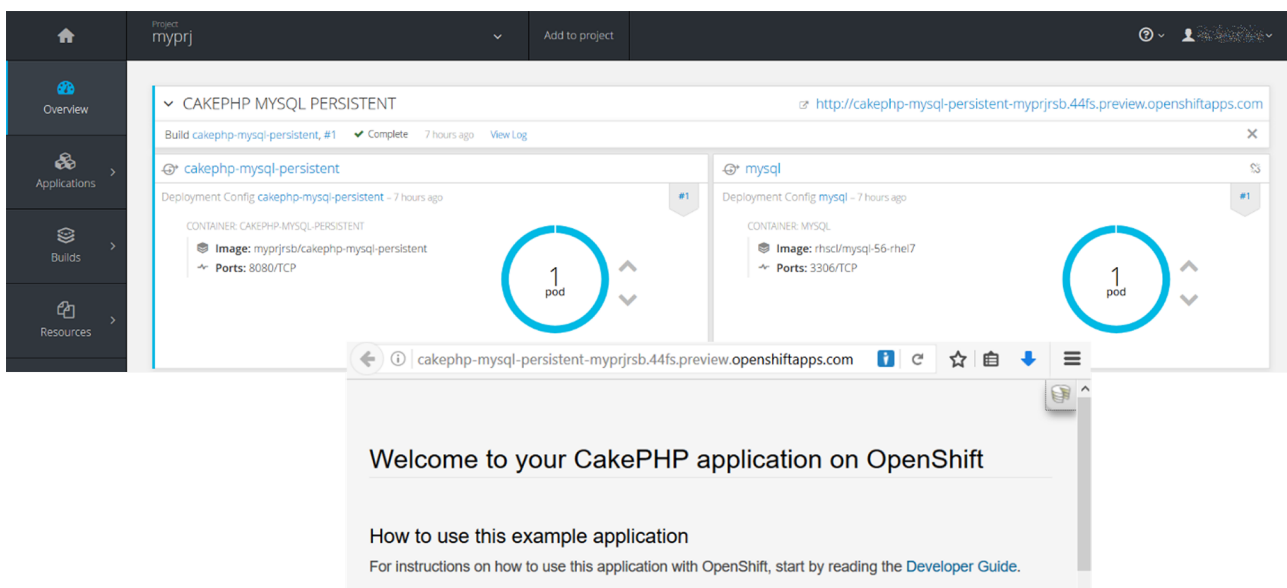 Project
myprj
Add to project
Overview
Applications
Builds
Resources
CAKEPHP MYSQL PERSISTENT
http://cakephp-mysql-persistent-myprjrsb.44fs.preview.openshiftapps.com
Build cakephp-mysql-persistent, #1 Complete 7 hours ago View Log
cakephp-mysql-persistent
Deployment Config cakephp-mysql-persistent – 7 hours ago
#1
CONTAINER: CAKEPHP-MYSQL-PERSISTENT
Image: myprjrsb/cakephp-mysql-persistent
Ports: 8080/TCP
1
pod
mysql
Deployment Config mysql – 7 hours ago
#1
CONTAINER: MYSQL
Image: rhscl/mysql-56-rhel7
Ports: 3306/TCP
1
pod
cakephp-mysql-persistent-myprjrsb.44fs.preview.openshiftapps.com
Welcome to your CakePHP application on OpenShift
How to use this example application
For instructions on how to use this application with OpenShift, start by reading the Developer Guide.